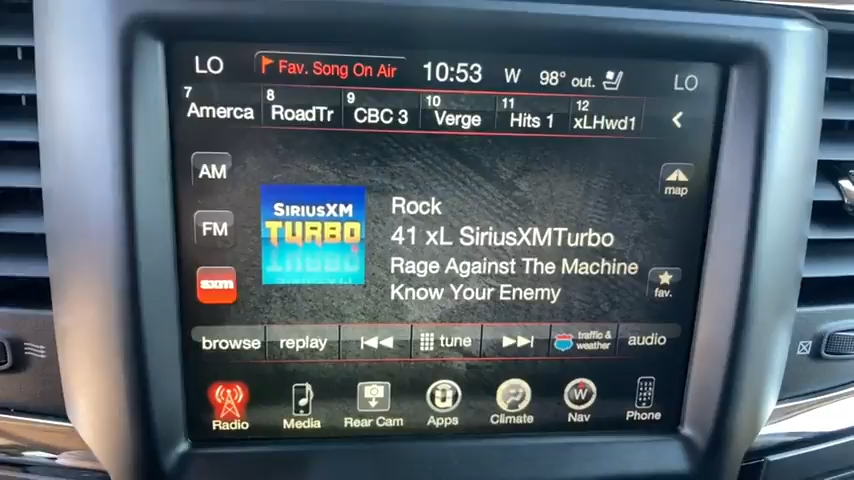 LO Fav. Song On Air 10:53 W 98° out. LO
7 8 9 10 11 12
Amerca RoadTr CBC 3 Verge Hits 1 xLHwd1
AM
map
FM
sxm
SIRIUSXM
TURBO
Rock
41 xL SiriusXMTurbo
Rage Against The Machine
Know Your Enemy
fav.
browse replay tune traffic & weather audio
Radio Media Rear Cam Apps Climate W Nav Phone